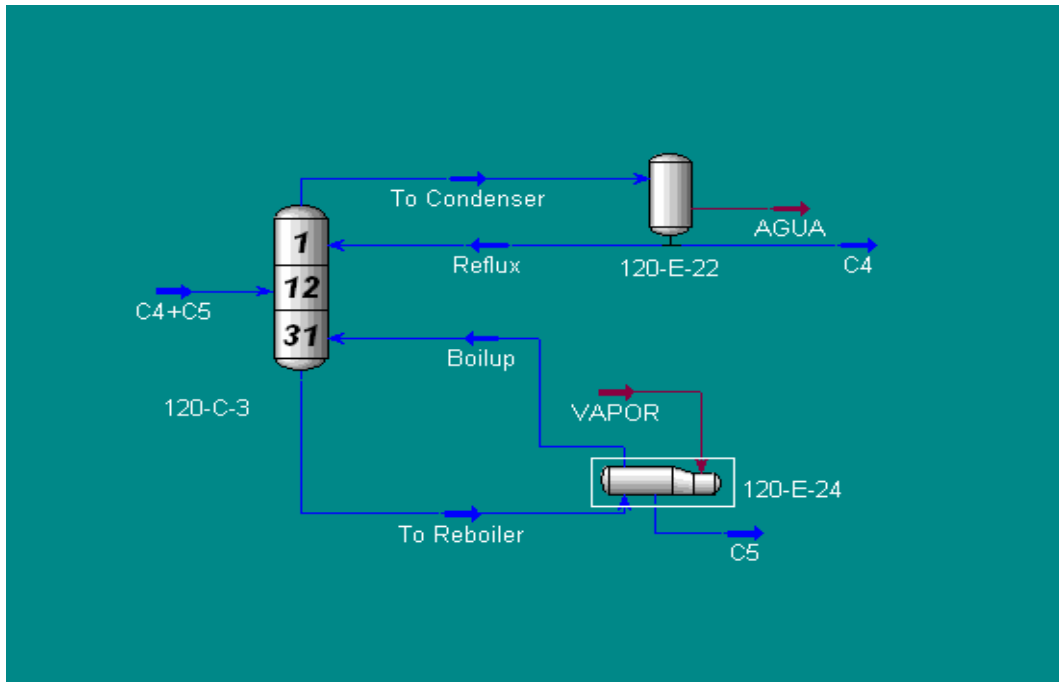 To Condenser
AGUA
1
Reflux
120-E-22
C4
12
C4+C5
31
Boilup
120-C-3
VAPOR
120-E-24
To Reboiler
C5